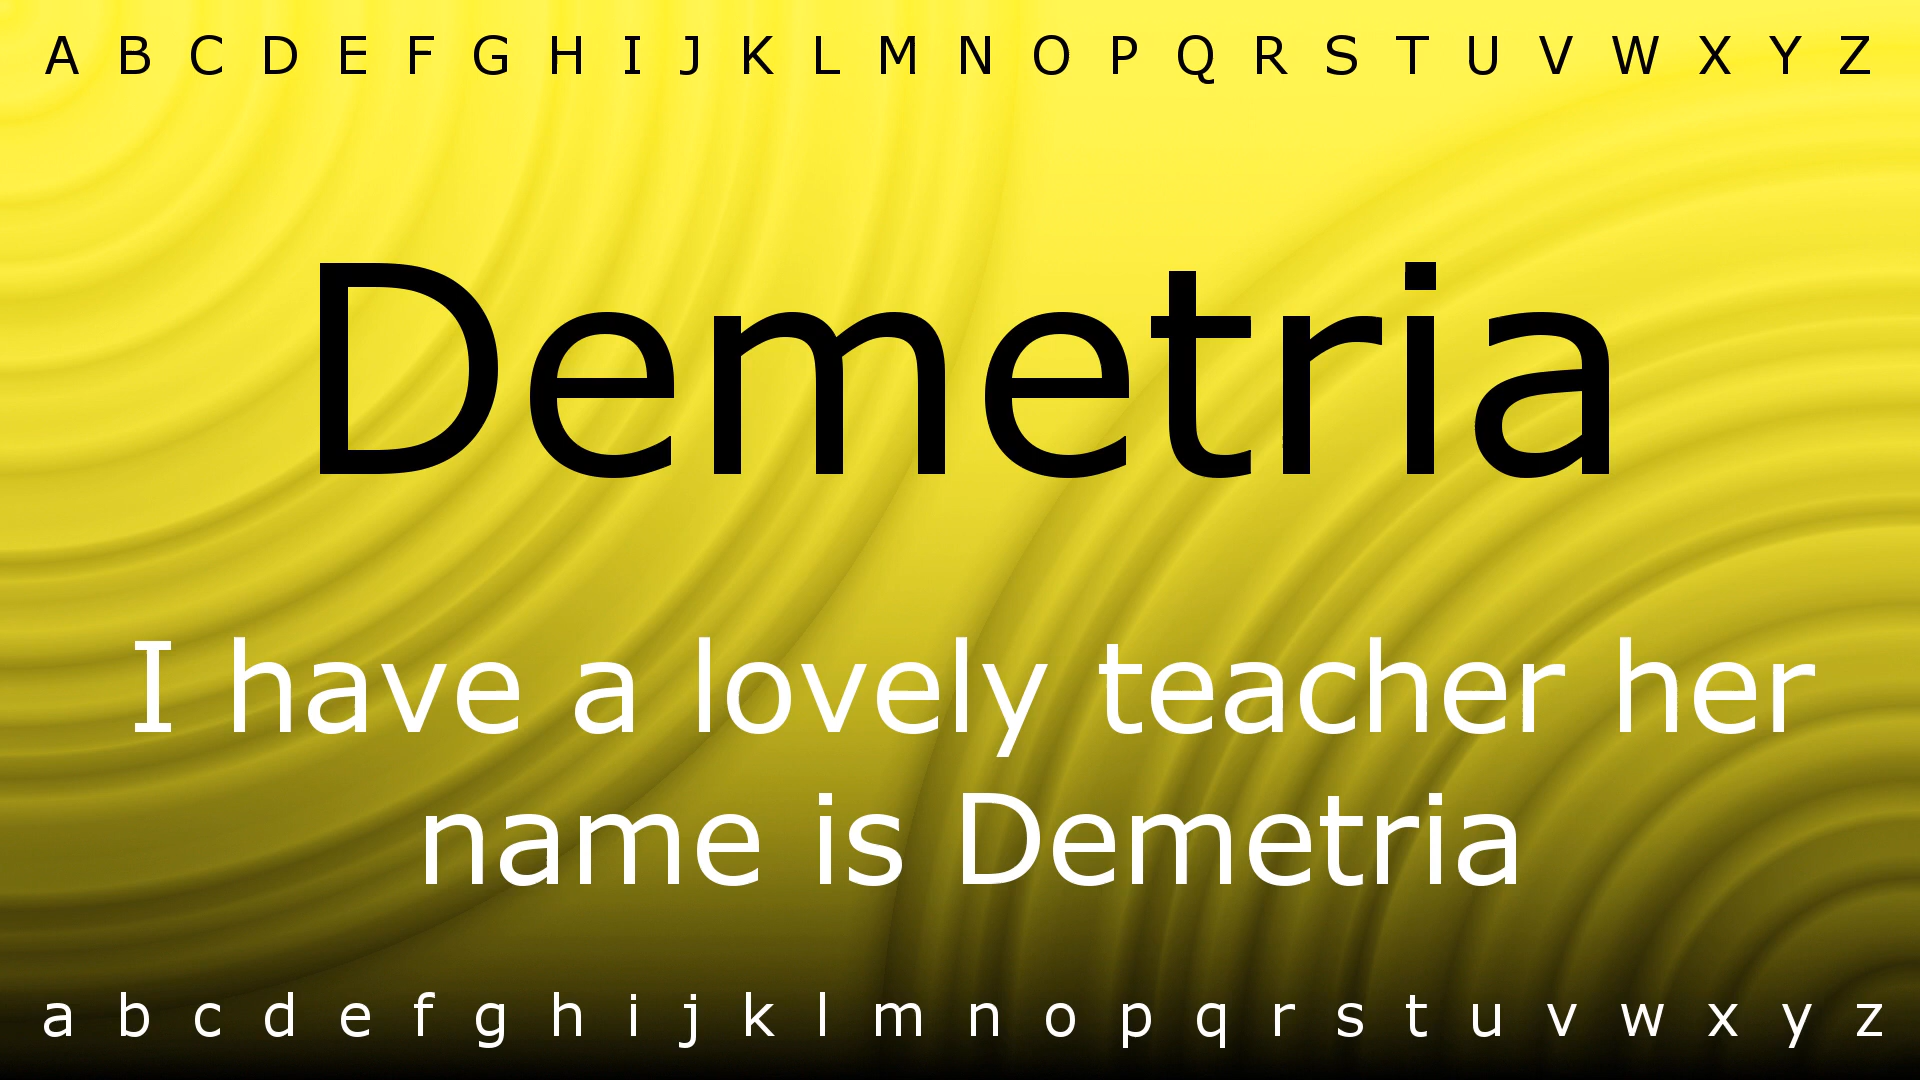 A B C D E F G H I J K L M N O P Q R S T U V W X Y Z
Demetria
I have a lovely teacher her
name is Demetria
a b c d e f g h i j k l m n o p q r s t u v w x y z